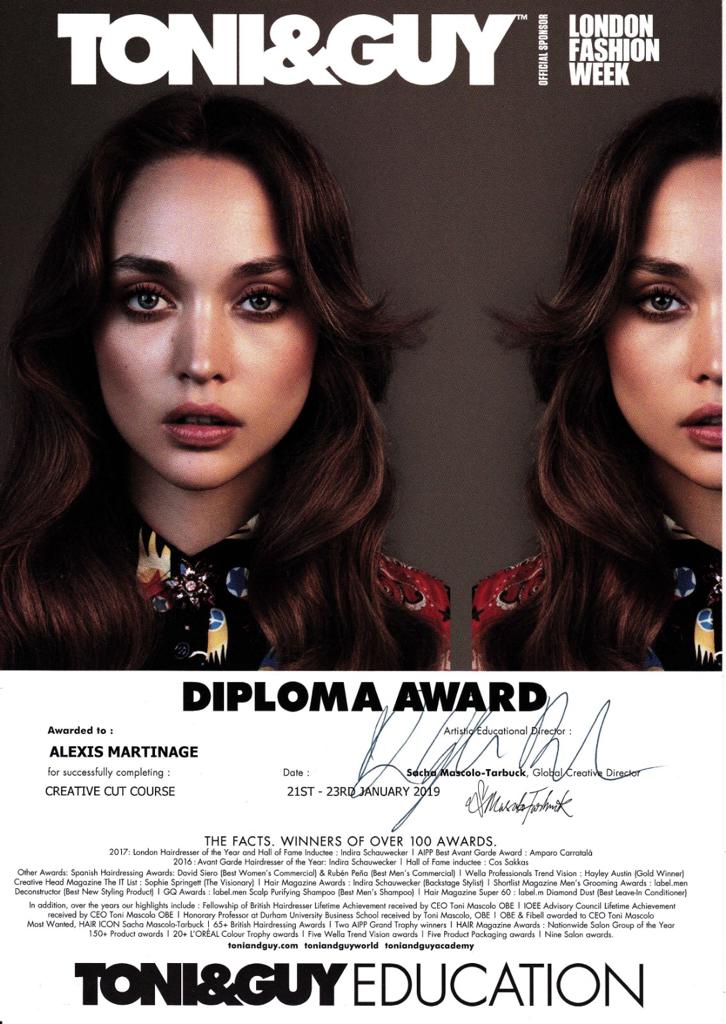 TONI&GUY™
OFFICIAL SPONSOR
LONDON
FASHION
WEEK
DIPLOMA AWARD
Awarded to :
Artistic Educational Director :
ALEXIS MARTINAGE
for successfully completing :
Date :
Sacha Mascolo-Tarbuck, Global Creative Director
CREATIVE CUT COURSE
21ST - 23RD JANUARY 2019
THE FACTS. WINNERS OF OVER 100 AWARDS.
2017: London Hairdresser of the Year and Hall of Fame Inductee : Indira Schauwecker | AIPP Best Avant Garde Award : Amparo Carratalá
2016 : Avant Garde Hairdresser of the Year: Indira Schauwecker | Hall of Fame inductee : Cos Sakkas
Other Awards: Spanish Hairdressing Awards: David Siero (Best Women's Commercial) & Rubén Peña (Best Men's Commercial) | Wella Professionals Trend Vision : Hayley Austin (Gold Winner)
Creative Head Magazine The IT List : Sophie Springett (The Visionary) | Hair Magazine Awards : Indira Schauwecker (Backstage Stylist) | Shortlist Magazine Men's Grooming Awards : label.men
Deconstructor (Best New Styling Product) | GQ Awards : label.men Scalp Purifying Shampoo (Best Men's Shampoo) | Hair Magazine Super 60 : label.m Diamond Dust (Best Leave-In Conditioner)
In addition, over the years our highlights include : Fellowship of British Hairdresser Lifetime Achievement received by CEO Toni Mascolo OBE | IOEE Advisory Council Lifetime Achievement
received by CEO Toni Mascolo OBE | Honorary Professor at Durham University Business School received by Toni Mascolo, OBE | OBE & Fibell awarded to CEO Toni Mascolo
Most Wanted, HAIR ICON Sacha Mascolo-Tarbuck | 65+ British Hairdressing Awards | Two AIPP Grand Trophy winners | HAIR Magazine Awards : Nationwide Salon Group of the Year
150+ Product awards | 20+ L'ORÉAL Colour Trophy awards | Five Wella Trend Vision awards | Five Product Packaging awards | Nine Salon awards.
toniandguy.com toniandguyworld toniandguyacademy
TONI&GUY EDUCATION